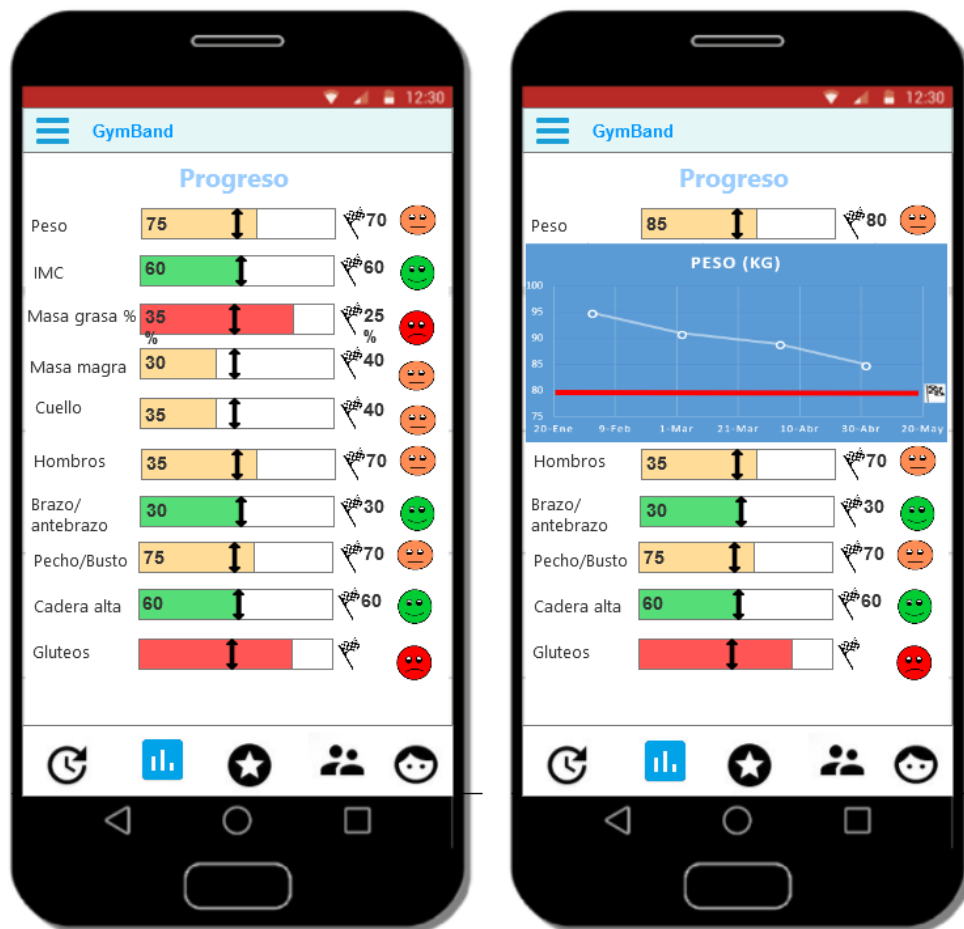 12:30
GymBand
Progreso
Peso 75 70
IMC 60 60
Masa grasa % 35 % 25 %
Masa magra 30 40
Cuello 35 40
Hombros 35 70
Brazo/
antebrazo 30 30
Pecho/Busto 75 70
Cadera alta 60 60
Gluteos
12:30
GymBand
Progreso
Peso 85 80
PESO (KG)
100
95
90
85
80
75
20-Ene 9-Feb 1-Mar 21-Mar 10-Abr 30-Abr 20-May
Hombros 35 70
Brazo/
antebrazo 30 30
Pecho/Busto 75 70
Cadera alta 60 60
Gluteos